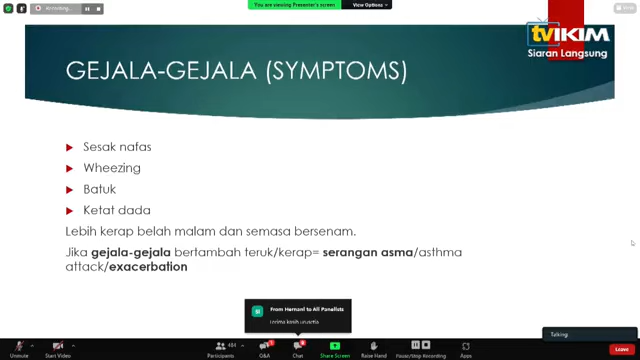 Recording...
You are viewing Presenter's screen
View Options
View
tvIKIM
Siaran Langsung
GEJALA-GEJALA (SYMPTOMS)
Sesak nafas
Wheezing
Batuk
Ketat dada
Lebih kerap belah malam dan semasa bersenam.
Jika gejala-gejala bertambah teruk/kerap= serangan asma/asthma
attack/exacerbation
From Hernani to All Panelists
Talking:
Unmute
Start Video
484
Participants
Q&A
Chat
Share Screen
Raise Hand
Pause/Stop Recording
Apps
Leave